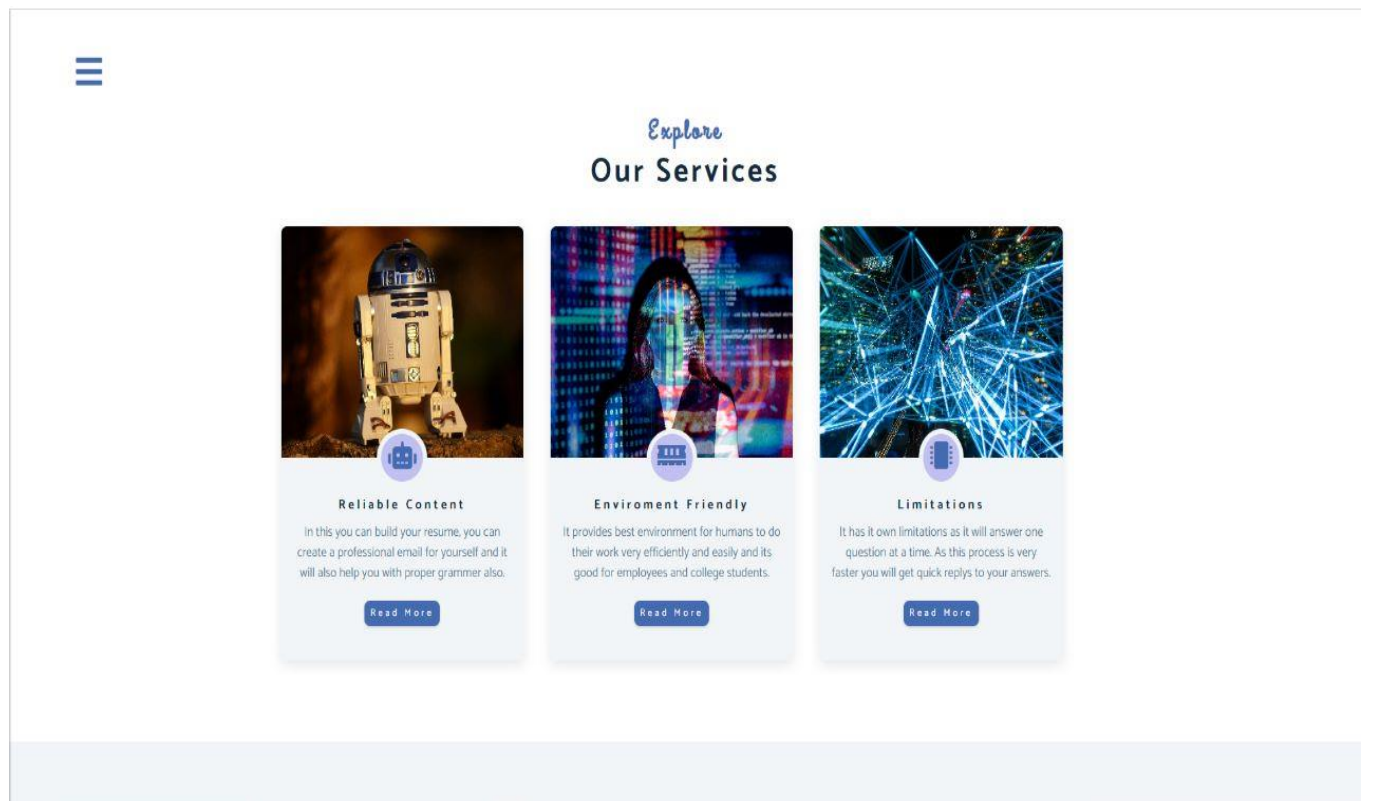 Explore
Our Services
Reliable Content
In this you can build your resume, you can
create a professional email for yourself and it
will also help you with proper grammer also.
Read More
Enviroment Friendly
It provides best environment for humans to do
their work very efficiently and easily and its
good for employees and college students.
Read More
Limitations
It has it own limitations as it will answer one
question at a time. As this process is very
faster you will get quick replys to your answers.
Read More